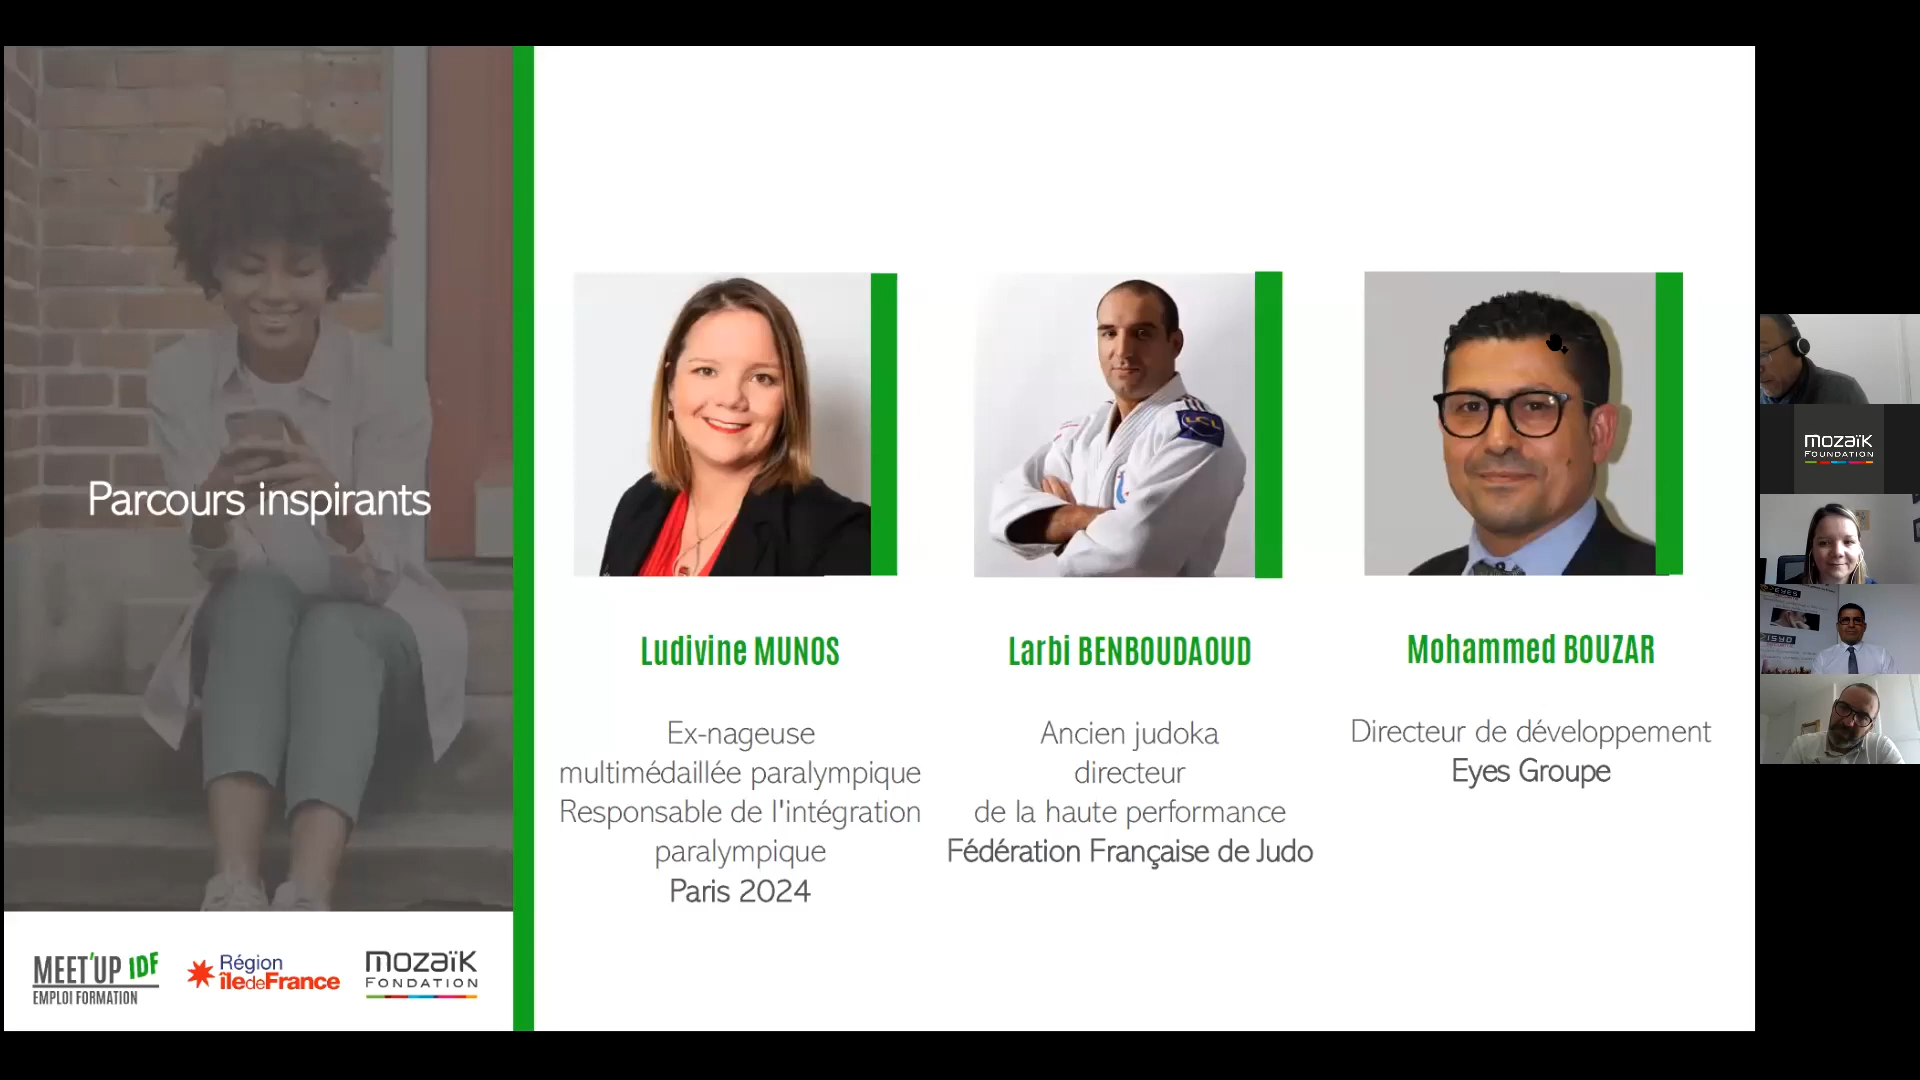 Parcours inspirants
MEET'UP IDF
EMPLOI FORMATION
Région
îledeFrance
mozaïk
FONDATION
LCL
Ludivine MUNOS
Ex-nageuse
multimédaillée paralympique
Responsable de l'intégration
paralympique
Paris 2024
Larbi BENBOUDAOUD
Ancien judoka
directeur
de la haute performance
Fédération Française de Judo
Mohammed BOUZAR
Directeur de développement
Eyes Groupe
mozaïk
FOUNDATION
EYES